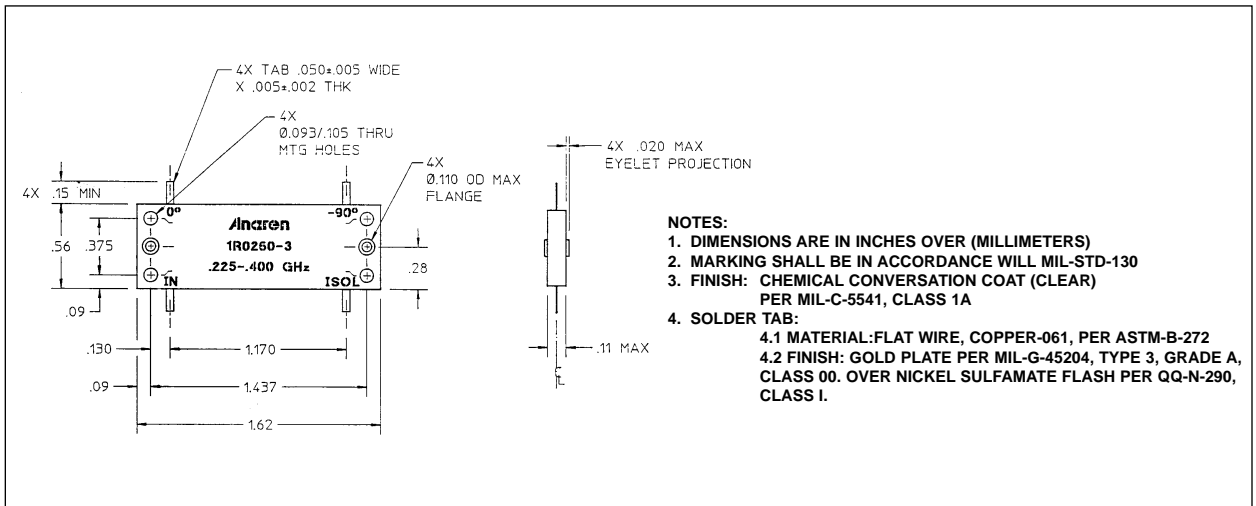 4X TAB .050±.005 WIDE
X .005±.002 THK
4X
Ø.093/.105 THRU
MTG HOLES
4X
Ø.110 OD MAX
FLANGE
4X .020 MAX
EYELET PROJECTION
4X .15 MIN
0°
-90°
Anaren
1R0260-3
.225-.400 GHz
IN
ISOL
.56
.375
.28
.09
.130
1.170
.09
1.437
1.62
.11 MAX
NOTES:
1. DIMENSIONS ARE IN INCHES OVER (MILLIMETERS)
2. MARKING SHALL BE IN ACCORDANCE WILL MIL-STD-130
3. FINISH: CHEMICAL CONVERSATION COAT (CLEAR)
PER MIL-C-5541, CLASS 1A
4. SOLDER TAB:
4.1 MATERIAL:FLAT WIRE, COPPER-061, PER ASTM-B-272
4.2 FINISH: GOLD PLATE PER MIL-G-45204, TYPE 3, GRADE A,
CLASS 00. OVER NICKEL SULFAMATE FLASH PER QQ-N-290,
CLASS I.